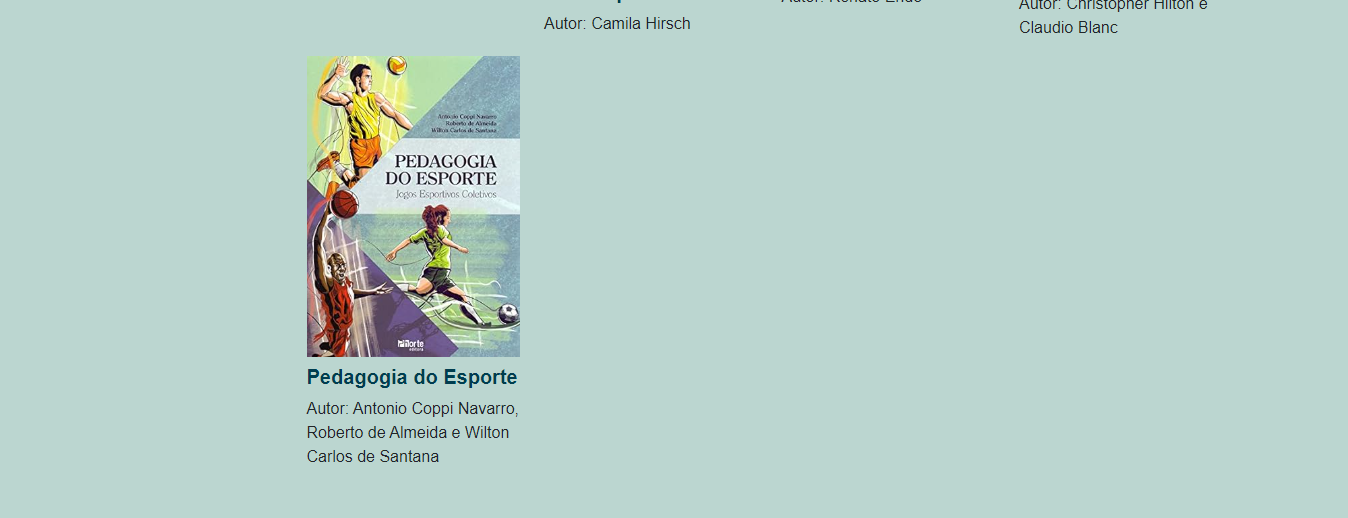 Autor: Camila Hirsch
Autor: Renato Endo
Autor: Christopher Hilton e
Claudio Blanc
Antonio Coppi Navarro
Roberto de Almeida
Wilton Carlos de Santana
PEDAGOGIA
DO ESPORTE
Jogos Esportivos Coletivos
Phorte
editora
Pedagogia do Esporte
Autor: Antonio Coppi Navarro,
Roberto de Almeida e Wilton
Carlos de Santana